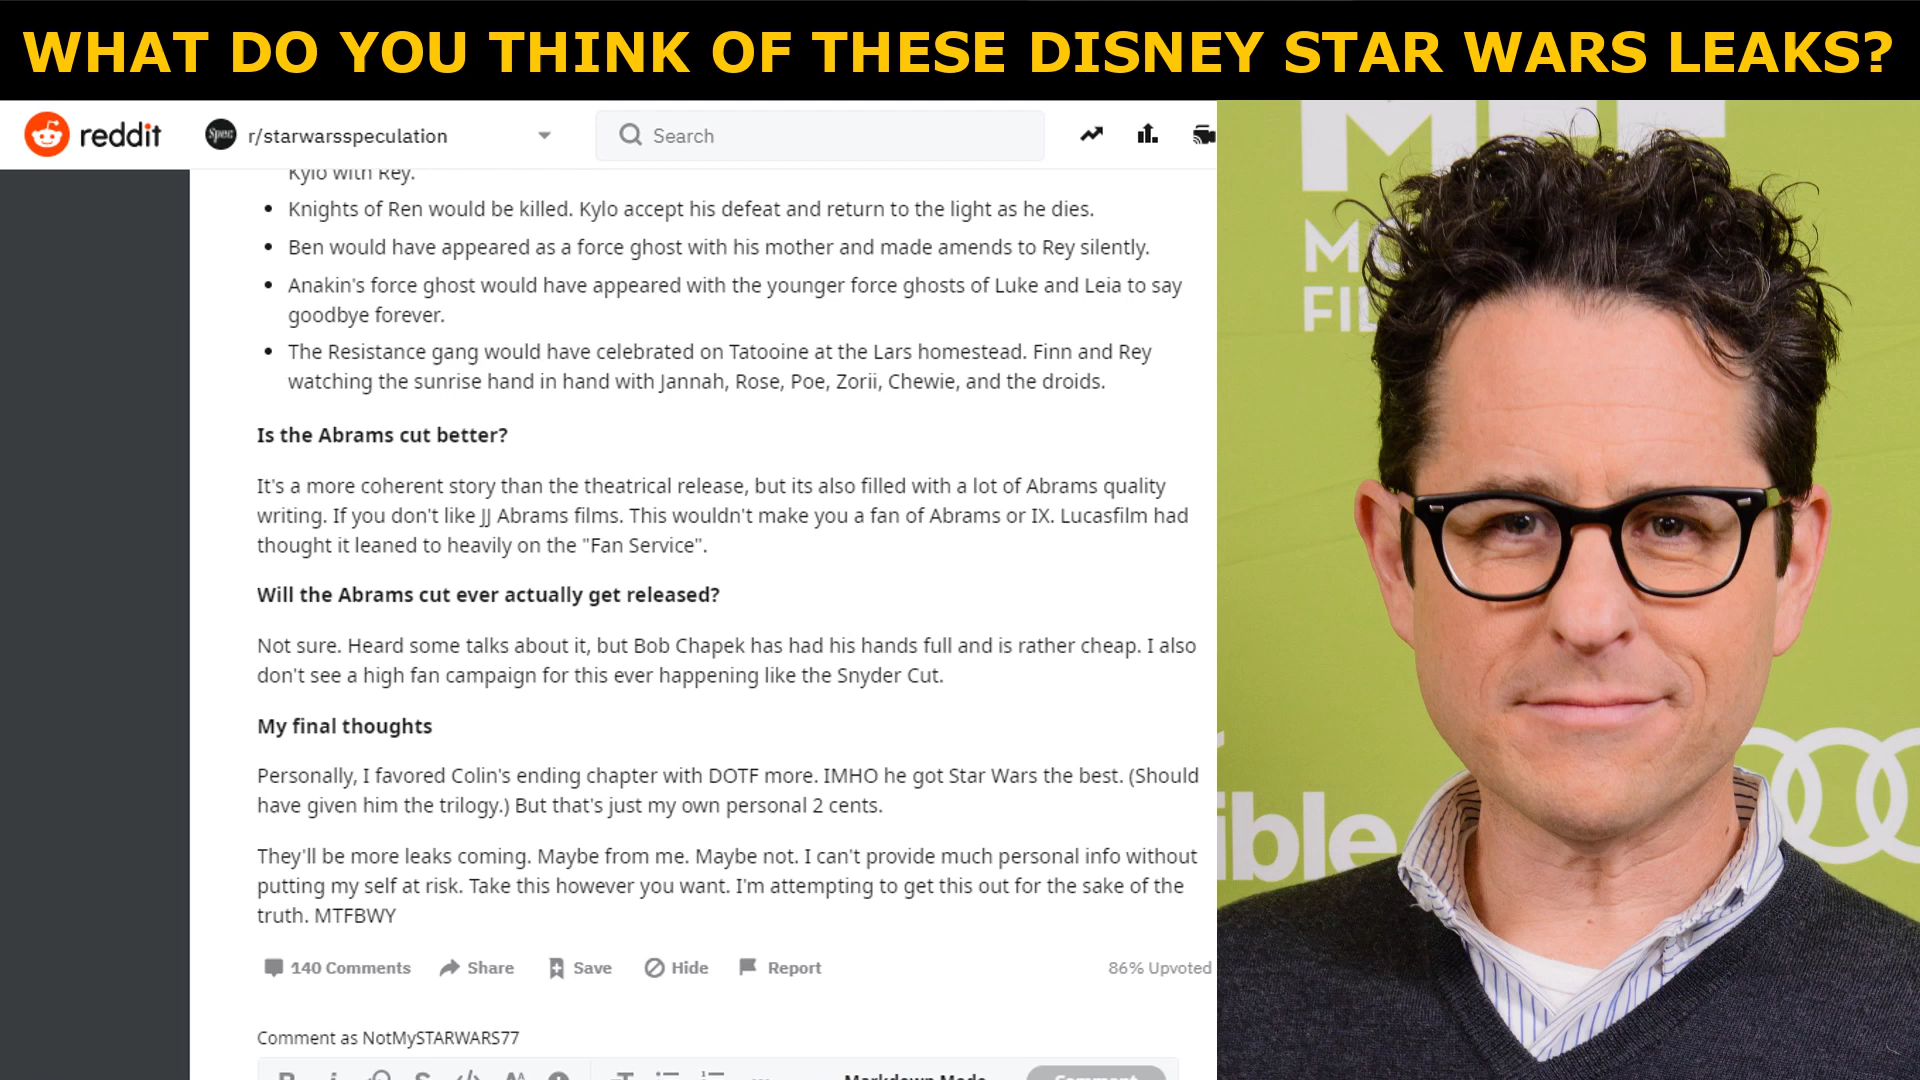 WHAT DO YOU THINK OF THESE DISNEY STAR WARS LEAKS?
reddit
Spec
r/starwarsspeculation
Search
Kylo with Rey.
• Knights of Ren would be killed. Kylo accept his defeat and return to the light as he dies.
• Ben would have appeared as a force ghost with his mother and made amends to Rey silently.
• Anakin's force ghost would have appeared with the younger force ghosts of Luke and Leia to say
goodbye forever.
• The Resistance gang would have celebrated on Tatooine at the Lars homestead. Finn and Rey
watching the sunrise hand in hand with Jannah, Rose, Poe, Zorii, Chewie, and the droids.
Is the Abrams cut better?
It's a more coherent story than the theatrical release, but its also filled with a lot of Abrams quality
writing. If you don't like JJ Abrams films. This wouldn't make you a fan of Abrams or IX. Lucasfilm had
thought it leaned to heavily on the "Fan Service".
Will the Abrams cut ever actually get released?
Not sure. Heard some talks about it, but Bob Chapek has had his hands full and is rather cheap. I also
don't see a high fan campaign for this ever happening like the Snyder Cut.
My final thoughts
Personally, I favored Colin's ending chapter with DOTF more. IMHO he got Star Wars the best. (Should
have given him the trilogy.) But that's just my own personal 2 cents.
They'll be more leaks coming. Maybe from me. Maybe not. I can't provide much personal info without
putting my self at risk. Take this however you want. I'm attempting to get this out for the sake of the
truth. MTFBWY
140 Comments Share Save Hide Report 86% Upvoted
Comment as NotMySTARWARS77
Markdown Mode Comment
ible